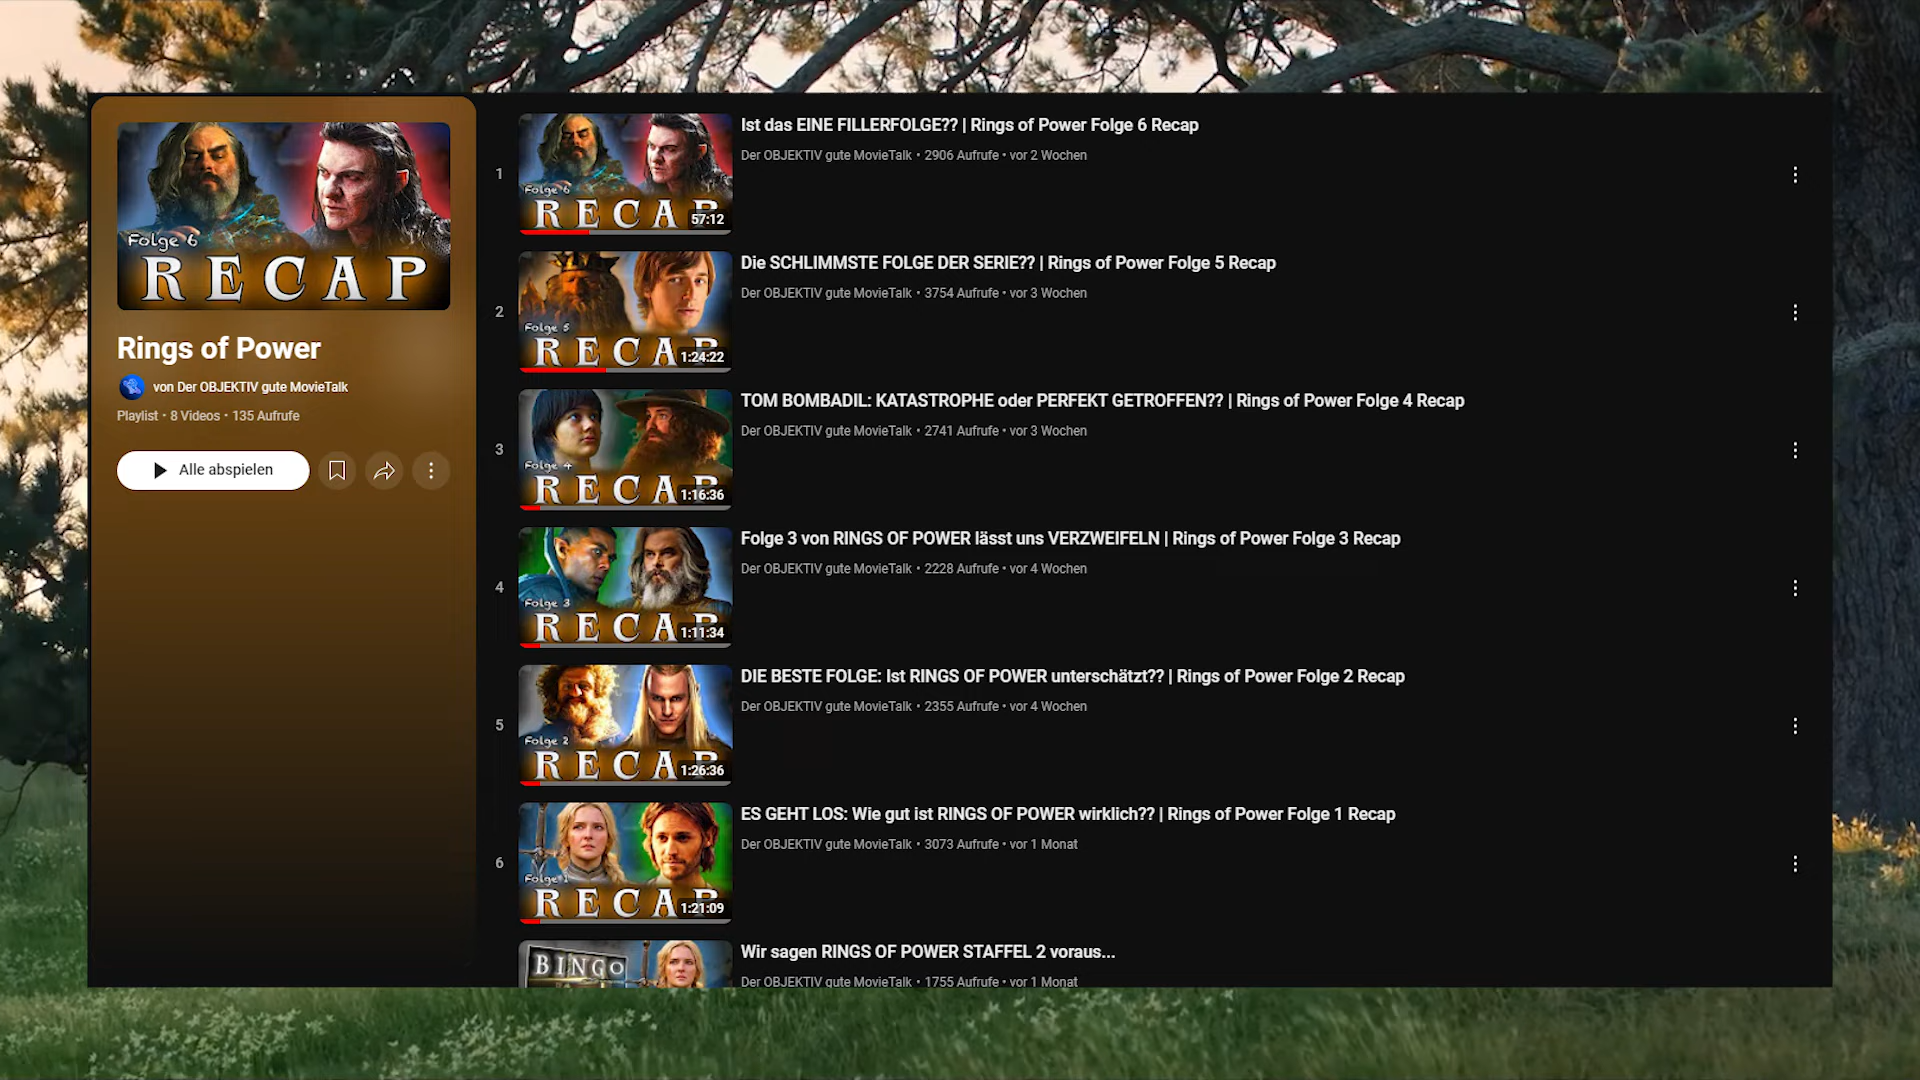 Folge 6
RECAP
Rings of Power
von Der OBJEKTIV gute MovieTalk
Playlist • 8 Videos • 135 Aufrufe
Alle abspielen
1
Folge 6
RECAP
57:12
Ist das EINE FILLERFOLGE?? | Rings of Power Folge 6 Recap
Der OBJEKTIV gute MovieTalk • 2906 Aufrufe • vor 2 Wochen
2
Folge 5
RECAP
1:24:22
Die SCHLIMMSTE FOLGE DER SERIE?? | Rings of Power Folge 5 Recap
Der OBJEKTIV gute MovieTalk • 3754 Aufrufe • vor 3 Wochen
3
Folge 4
RECAP
1:16:36
TOM BOMBADIL: KATASTROPHE oder PERFEKT GETROFFEN?? | Rings of Power Folge 4 Recap
Der OBJEKTIV gute MovieTalk • 2741 Aufrufe • vor 3 Wochen
4
Folge 3
RECAP
1:11:34
Folge 3 von RINGS OF POWER lässt uns VERZWEIFELN | Rings of Power Folge 3 Recap
Der OBJEKTIV gute MovieTalk • 2228 Aufrufe • vor 4 Wochen
5
Folge 2
RECAP
1:26:36
DIE BESTE FOLGE: Ist RINGS OF POWER unterschätzt?? | Rings of Power Folge 2 Recap
Der OBJEKTIV gute MovieTalk • 2355 Aufrufe • vor 4 Wochen
6
Folge 1
RECAP
1:21:09
ES GEHT LOS: Wie gut ist RINGS OF POWER wirklich?? | Rings of Power Folge 1 Recap
Der OBJEKTIV gute MovieTalk • 3073 Aufrufe • vor 1 Monat
BINGO
Wir sagen RINGS OF POWER STAFFEL 2 voraus...
Der OBJEKTIV gute MovieTalk • 1755 Aufrufe • vor 1 Monat